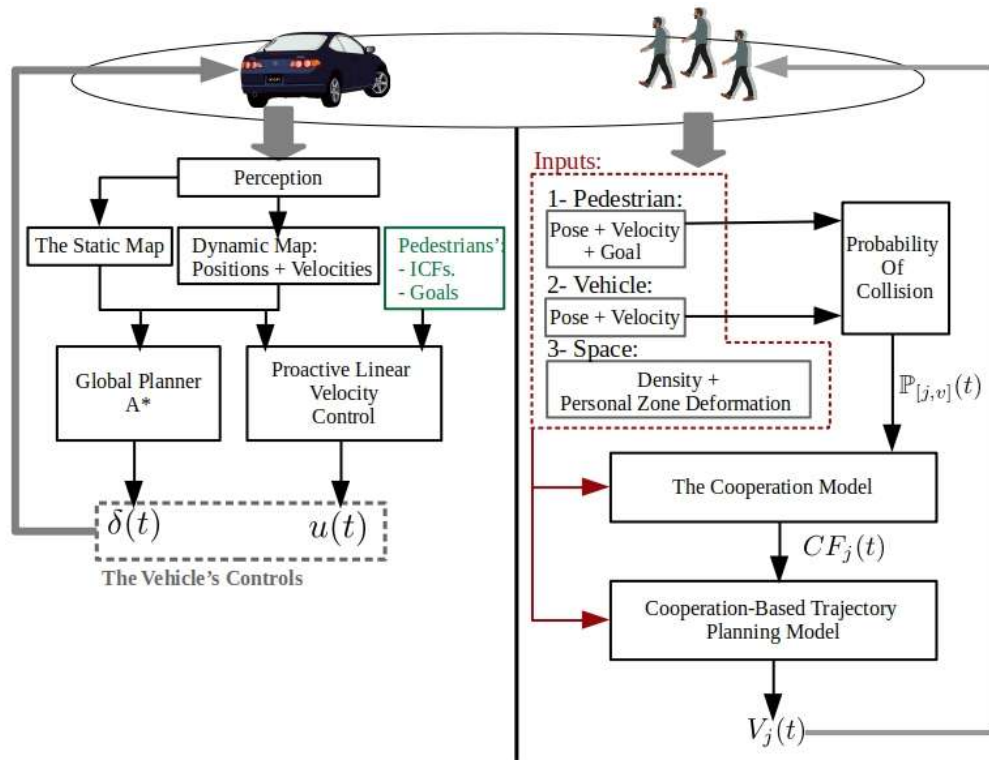 Perception
The Static Map
Dynamic Map:
Positions + Velocities
Pedestrians':
- ICFs.
- Goals
Global Planner
A*
Proactive Linear
Velocity
Control
δ(t)
u(t)
The Vehicle's Controls
Inputs:
1- Pedestrian:
Pose + Velocity
+ Goal
2- Vehicle:
Pose + Velocity
3- Space:
Density +
Personal Zone Deformation
Probability
Of
Collision
ℙ[j,v](t)
The Cooperation Model
CFj(t)
Cooperation-Based Trajectory
Planning Model
Vj(t)